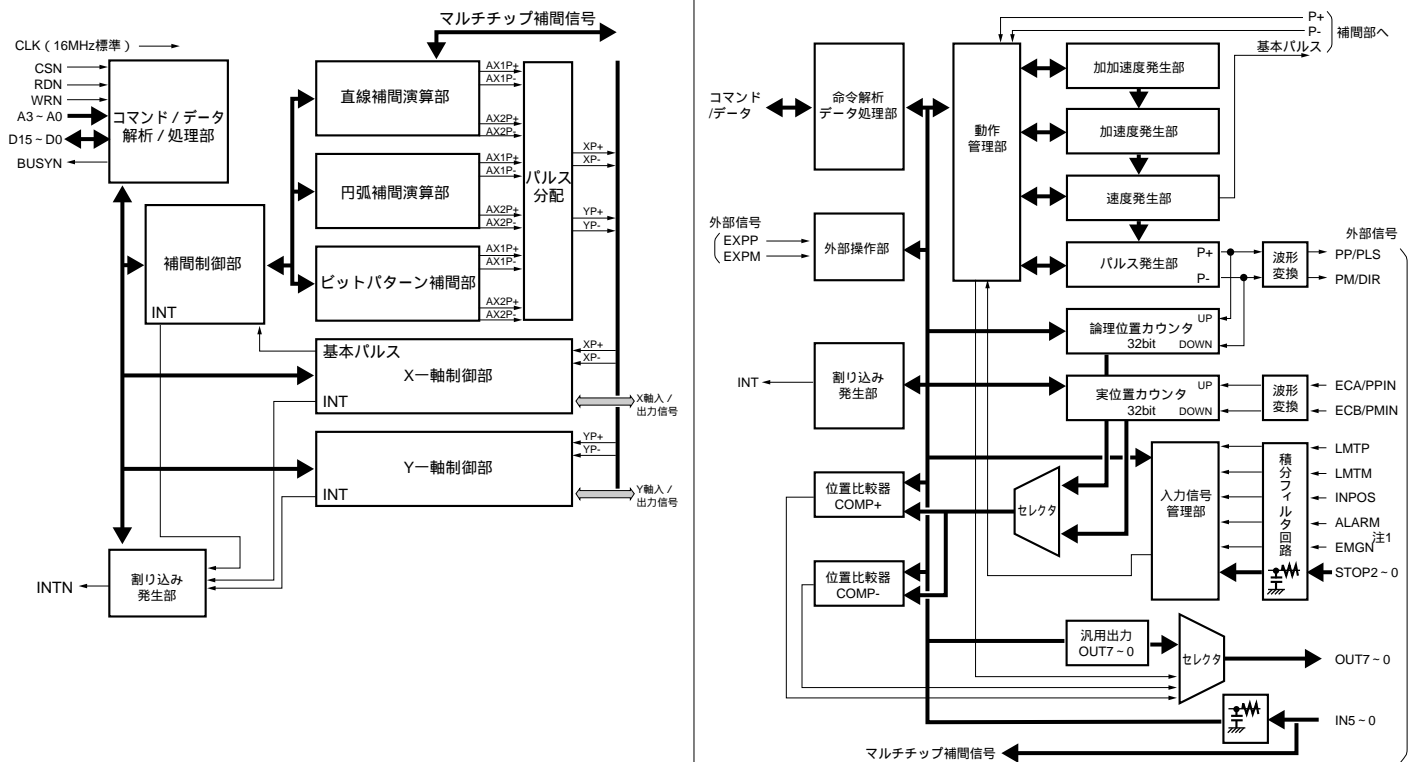 マルチチップ補間信号
CLK ( 16MHz標準 )
CSN
RDN
WRN
A3 ~ A0
D15 ~ D0
BUSYN
コマンド / データ
解析 / 処理部
直線補間演算部
AX1P+
AX1P-
AX2P+
AX2P-
円弧補間演算部
AX1P+
AX1P-
AX2P+
AX2P-
ビットパターン補間部
AX1P+
AX1P-
AX2P+
AX2P-
パルス
分配
XP+
XP-
YP+
YP-
補間制御部
INT
基本パルス
X一軸制御部
INT
XP+
XP-
X軸入 /
出力信号
Y一軸制御部
INT
YP+
YP-
Y軸入 /
出力信号
INTN
割り込み
発生部
P+
P-
基本パルス
補間部へ
コマンド
/データ
命令解析
データ処理部
動作
管理部
加加速度発生部
加速度発生部
速度発生部
パルス発生部
P+
P-
外部信号
EXPP
EXPM
外部操作部
波形
変換
外部信号
PP/PLS
PM/DIR
論理位置カウンタ
32bit
UP
DOWN
INT
割り込み
発生部
実位置カウンタ
32bit
UP
DOWN
波形
変換
ECA/PPIN
ECB/PMIN
位置比較器
COMP+
セレクタ
入力信号
管理部
積分フィルタ回路
LMTP
LMTM
INPOS
ALARM
注1
EMGN
STOP2 ~ 0
位置比較器
COMP-
汎用出力
OUT7 ~ 0
セレクタ
OUT7 ~ 0
IN5 ~ 0
マルチチップ補間信号